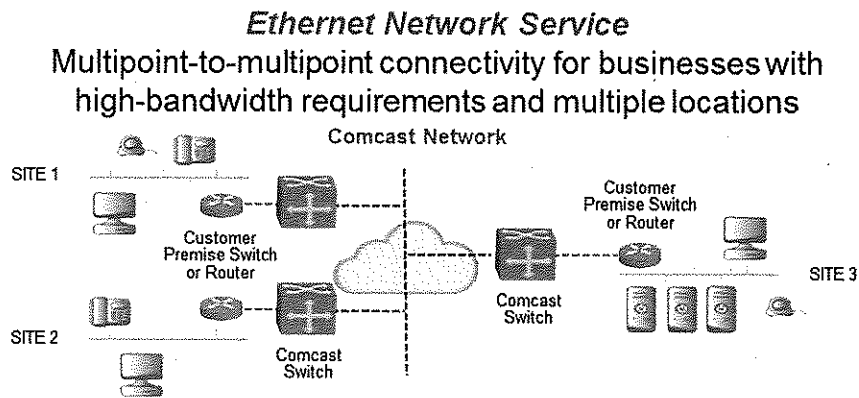 Ethernet Network Service
Multipoint-to-multipoint connectivity for businesses with
high-bandwidth requirements and multiple locations
Comcast Network
SITE 1
Customer
Premise Switch
or Router
Customer
Premise Switch
or Router
SITE 3
Comcast
Switch
SITE 2
Comcast
Switch